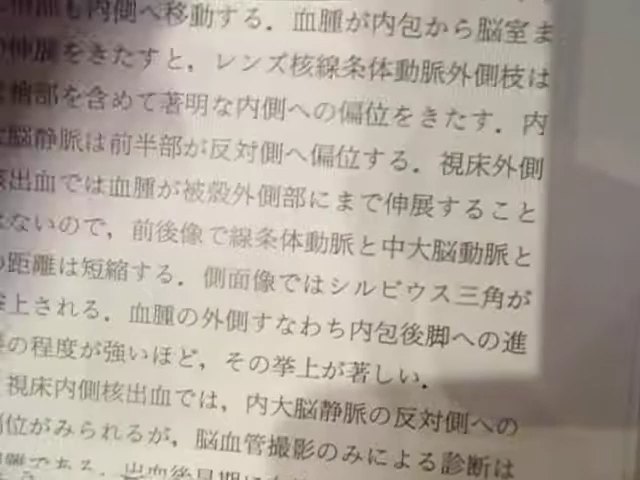 も内側へ移動する．血腫が内包から脳室ま
伸展をきたすと，レンズ核線条体動脈外側枝は
槍部を含めて著明な内側への偏位をきたす．内
脳静脈は前半部が反対側へ偏位する．視床外側
出血では血腫が被殻外側部にまで伸展すること
ないので，前後像で線条体動脈と中大脳動脈と
距離は短縮する．側面像ではシルビウス三角が
上される．血腫の外側すなわち内包後脚への進
の程度が強いほど，その挙上が著しい．
視床内側核出血では，内大脳静脈の反対側への
位がみられるが，脳血管撮影のみによる診断は
である．出血後早期に